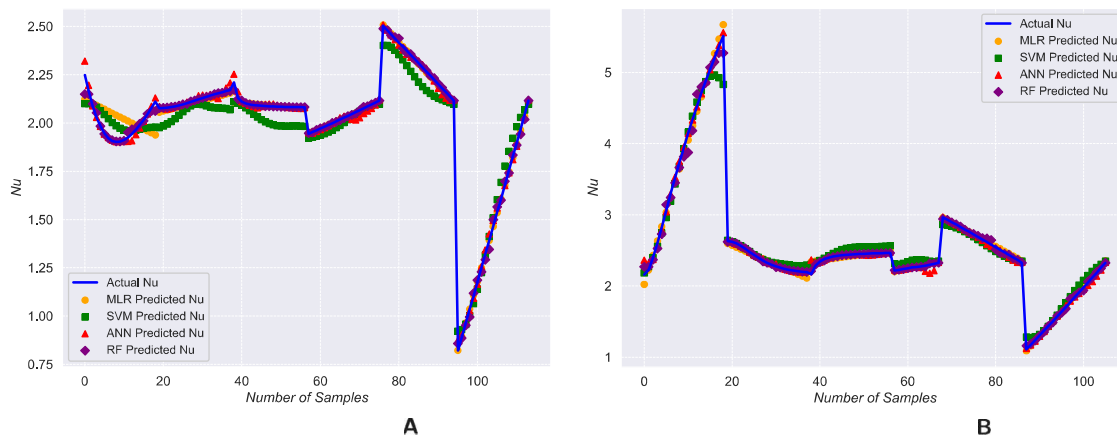 2.50
2.25
2.00
1.75
1.50
1.25
1.00
0.75
Nu
Actual Nu
MLR Predicted Nu
SVM Predicted Nu
ANN Predicted Nu
RF Predicted Nu
0 20 40 60 80 100
Number of Samples
A
5
4
3
2
1
Nu
Actual Nu
MLR Predicted Nu
SVM Predicted Nu
ANN Predicted Nu
RF Predicted Nu
0 20 40 60 80 100
Number of Samples
B